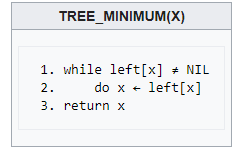 TREE_MINIMUM(X)
1. while left[x] ≠ NIL
2. do x ← left[x]
3. return x